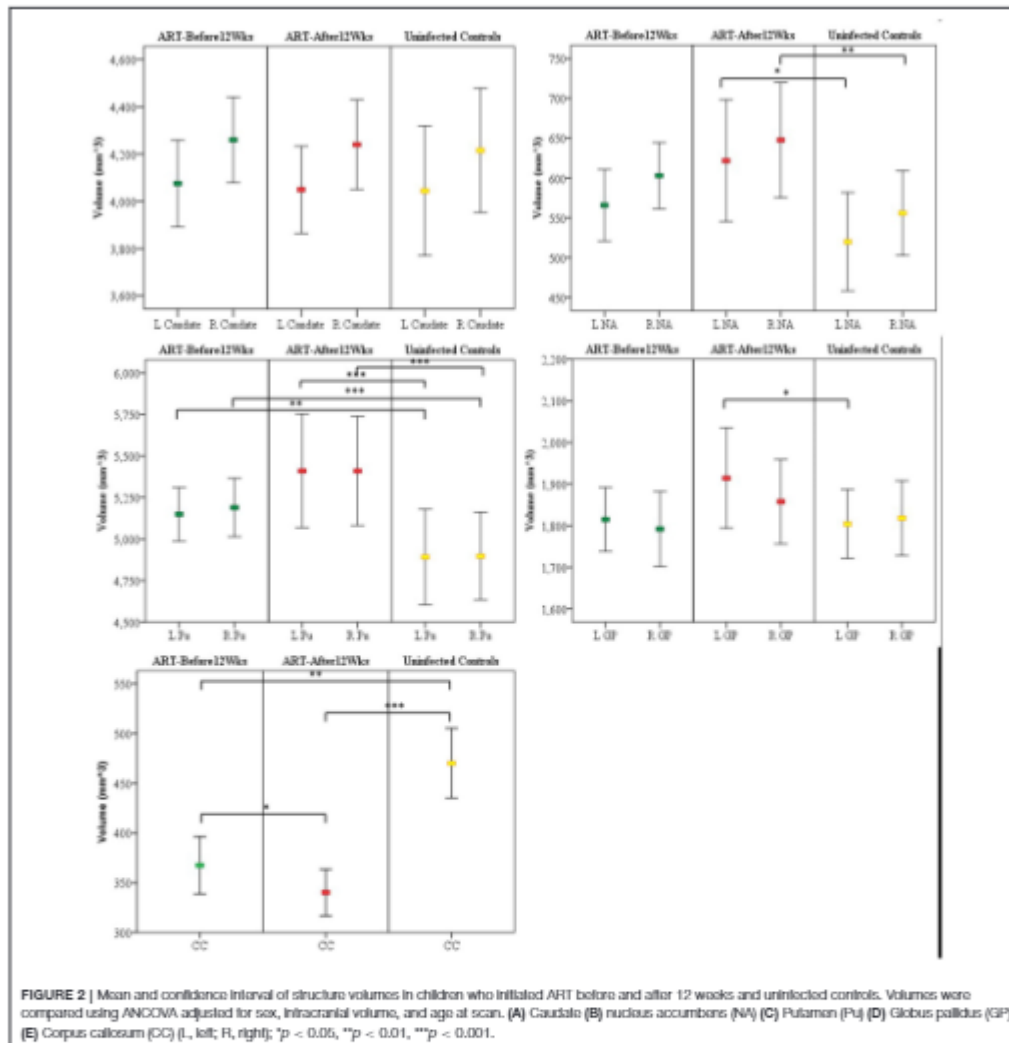 ART-Before12Wks ART-After12Wks Uninfected Controls
4,600
4,400
4,200
4,000
3,800
3,600
Volume (mm^3)
L Caudate R Caudate L Caudate R Caudate L Caudate R Caudate
ART-Before12Wks ART-After12Wks Uninfected Controls
750
700
650
600
550
500
450
Volume (mm^3)
* **
L NA R NA L NA R NA L NA R NA
ART-Before12Wks ART-After12Wks Uninfected Controls
6,000
5,750
5,500
5,250
5,000
4,750
4,500
Volume (mm^3)
***
***
***
**
L Pu R Pu L Pu R Pu L Pu R Pu
ART-Before12Wks ART-After12Wks Uninfected Controls
2,200
2,100
2,000
1,900
1,800
1,700
1,600
Volume (mm^3)
*
L GP R GP L GP R GP L GP R GP
ART-Before12Wks ART-After12Wks Uninfected Controls
550
500
450
400
350
300
Volume (mm^3)
**
***
*
CC CC CC
FIGURE 2 | Mean and confidence interval of structure volumes in children who initiated ART before and after 12 weeks and uninfected controls. Volumes were
compared using ANCOVA adjusted for sex, intracranial volume, and age at scan. (A) Caudate (B) nucleus accumbens (NA) (C) Putamen (Pu) (D) Globus pallidus (GP)
(E) Corpus callosum (CC) (L, left; R, right); *p < 0.05, **p < 0.01, ***p < 0.001.